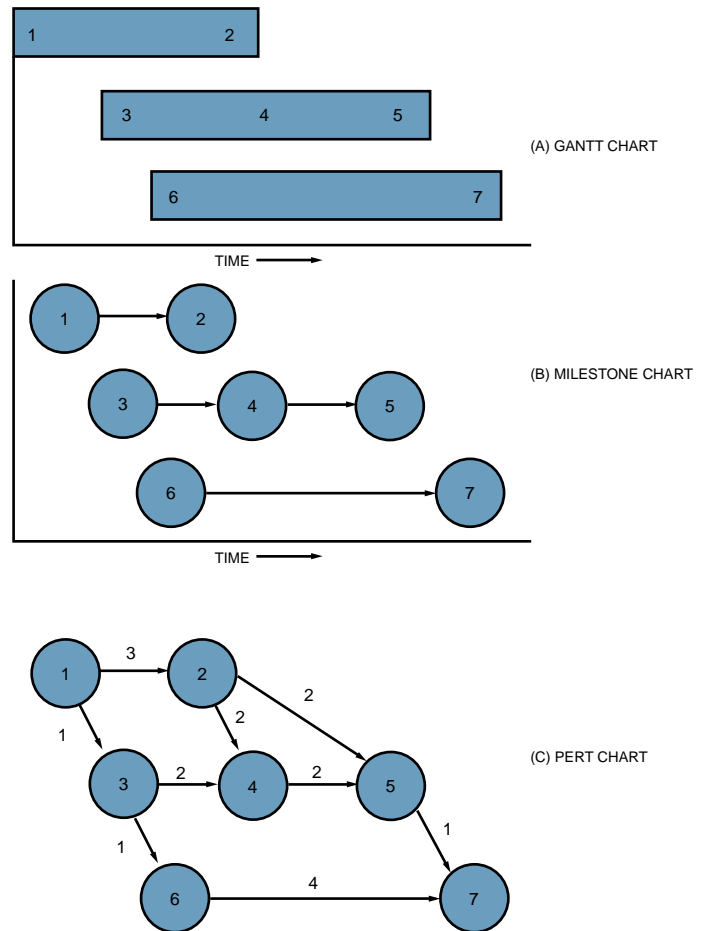 1 2
3 4 5
(A) GANTT CHART
6 7
TIME
1 2
(B) MILESTONE CHART
3 4 5
6 7
TIME
3
1 2
2
1 2
(C) PERT CHART
3 2 4 2 5
1 1
4
6 7